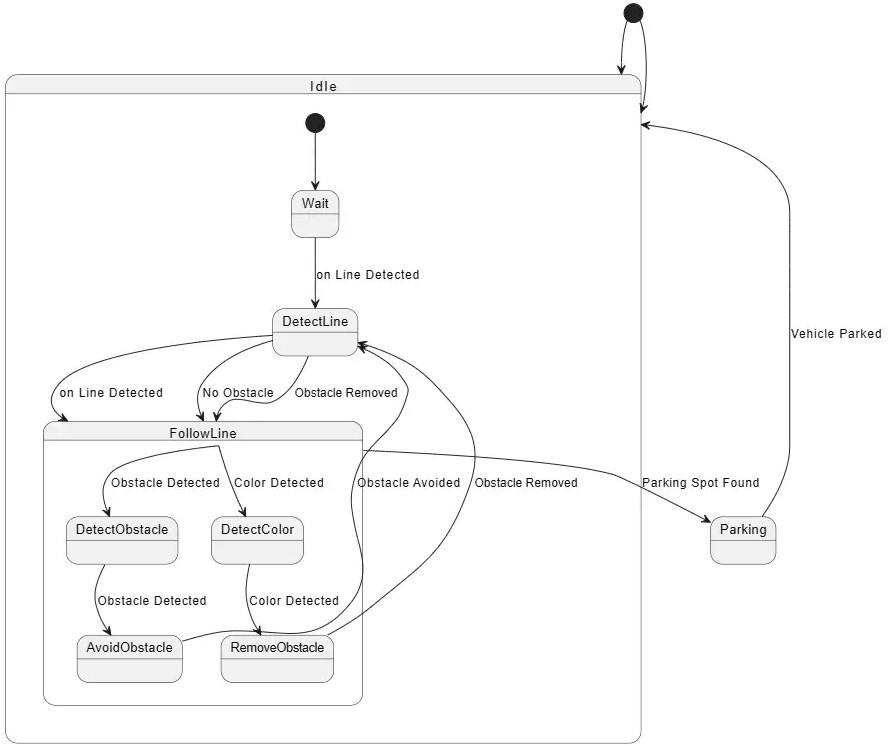 Idle
Wait
on Line Detected
DetectLine
Vehicle Parked
on Line Detected
No Obstacle
Obstacle Removed
FollowLine
Obstacle Detected
Color Detected
Obstacle Avoided
Obstacle Removed
Parking Spot Found
DetectObstacle
DetectColor
Parking
Obstacle Detected
Color Detected
AvoidObstacle
RemoveObstacle